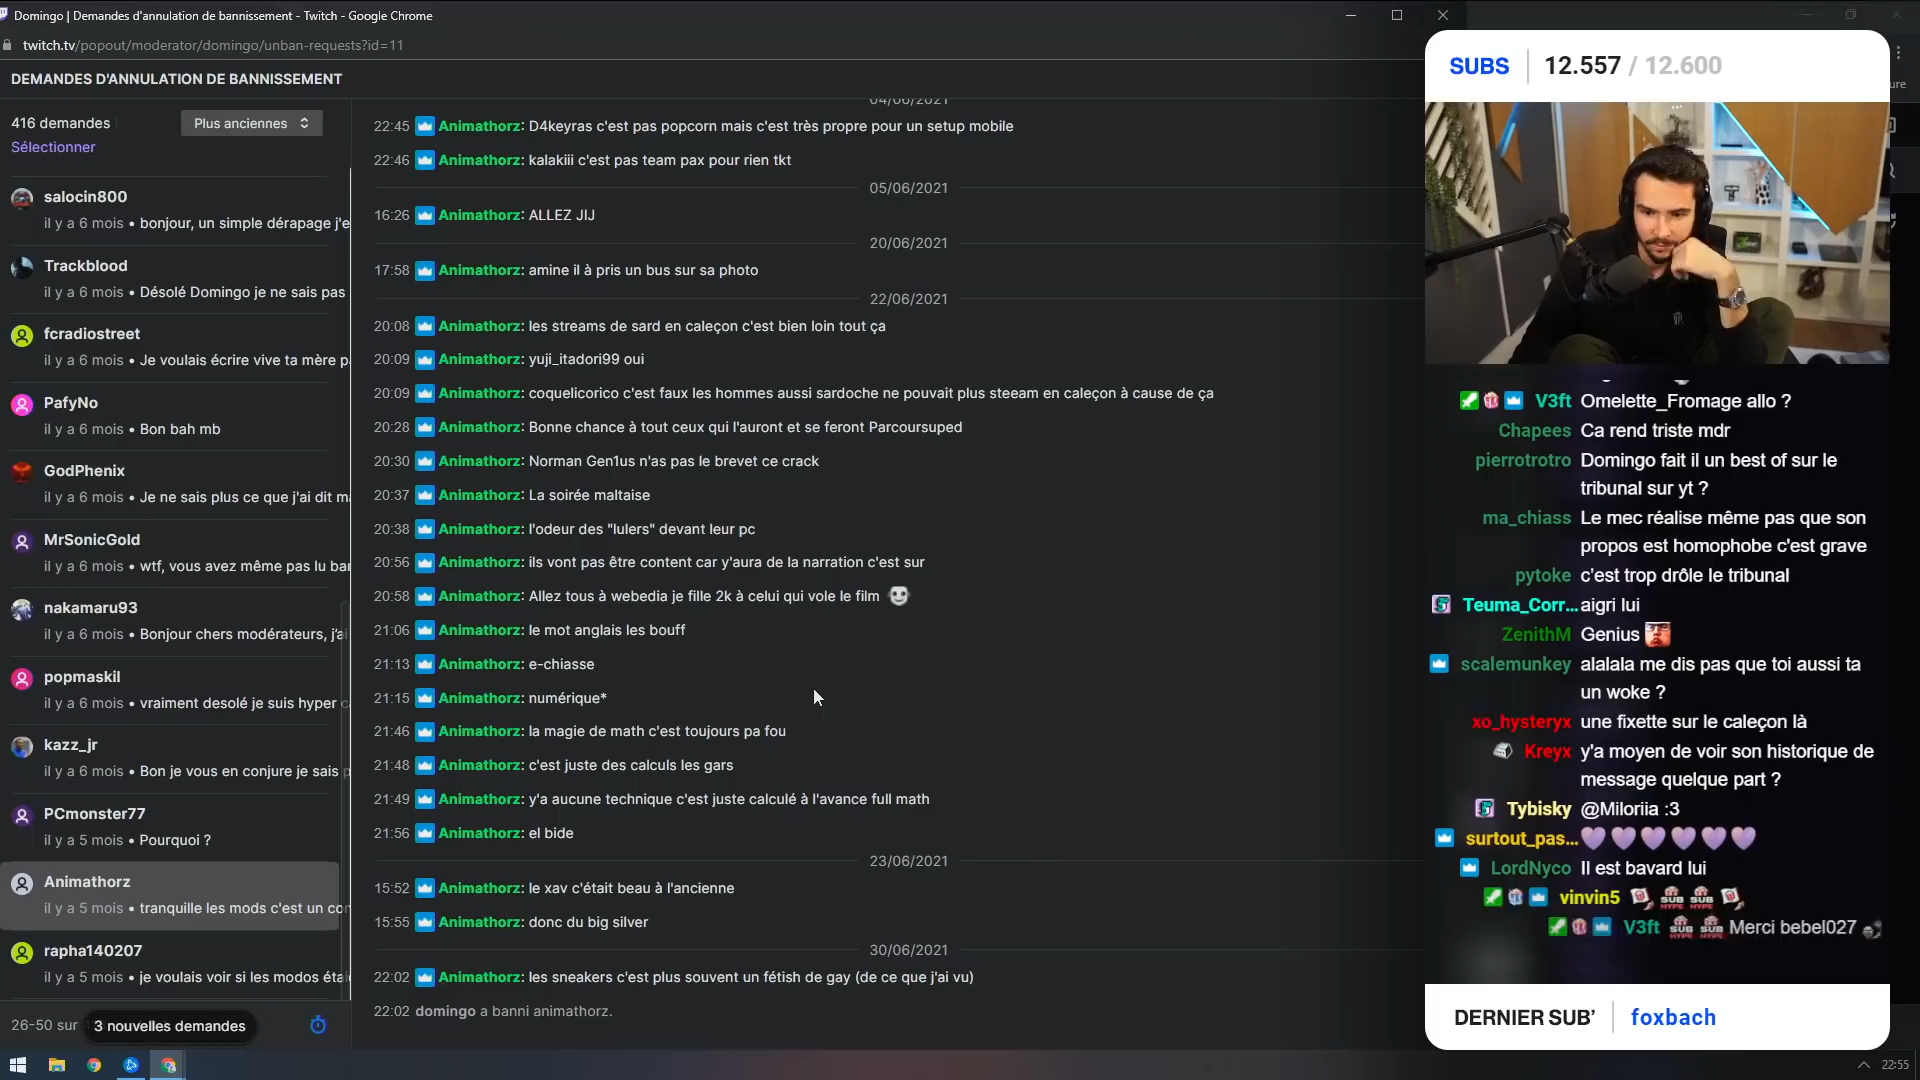 Domingo | Demandes d'annulation de bannissement - Twitch - Google Chrome
twitch.tv/popout/moderator/domingo/unban-requests?id=11
DEMANDES D'ANNULATION DE BANNISSEMENT
416 demandes
Plus anciennes
Sélectionner
salocin800
il y a 6 mois • bonjour, un simple dérapage j'e
Trackblood
il y a 6 mois • Désolé Domingo je ne sais pas
fcradiostreet
il y a 6 mois • Je voulais écrire vive ta mère p
PafyNo
il y a 6 mois • Bon bah mb
GodPhenix
il y a 6 mois • Je ne sais plus ce que j'ai dit m
MrSonicGold
il y a 6 mois • wtf, vous avez même pas lu ba
nakamaru93
il y a 6 mois • Bonjour chers modérateurs, j'ai
popmaskil
il y a 6 mois • vraiment desolé je suis hyper
kazz_jr
il y a 6 mois • Bon je vous en conjure je sais p
PCmonster77
il y a 5 mois • Pourquoi ?
Animathorz
il y a 5 mois • tranquille les mods c'est un con
rapha140207
il y a 5 mois • je voulais voir si les modos étai
26-50 sur
3 nouvelles demandes
04/06/2021
22:45 Animathorz: D4keyras c'est pas popcorn mais c'est très propre pour un setup mobile
22:46 Animathorz: kalakiii c'est pas team pax pour rien tkt
05/06/2021
16:26 Animathorz: ALLEZ JIJ
20/06/2021
17:58 Animathorz: amine il à pris un bus sur sa photo
22/06/2021
20:08 Animathorz: les streams de sard en caleçon c'est bien loin tout ça
20:09 Animathorz: yuji_itadori99 oui
20:09 Animathorz: coquelicorico c'est faux les hommes aussi sardoche ne pouvait plus steeam en caleçon à cause de ça
20:28 Animathorz: Bonne chance à tout ceux qui l'auront et se feront Parcoursuped
20:30 Animathorz: Norman Gen1us n'as pas le brevet ce crack
20:37 Animathorz: La soirée maltaise
20:38 Animathorz: l'odeur des "lulers" devant leur pc
20:56 Animathorz: ils vont pas être content car y'aura de la narration c'est sur
20:58 Animathorz: Allez tous à webedia je fille 2k à celui qui vole le film
21:06 Animathorz: le mot anglais les bouff
21:13 Animathorz: e-chiasse
21:15 Animathorz: numérique*
21:46 Animathorz: la magie de math c'est toujours pa fou
21:48 Animathorz: c'est juste des calculs les gars
21:49 Animathorz: y'a aucune technique c'est juste calculé à l'avance full math
21:56 Animathorz: el bide
23/06/2021
15:52 Animathorz: le xav c'était beau à l'ancienne
15:55 Animathorz: donc du big silver
30/06/2021
22:02 Animathorz: les sneakers c'est plus souvent un fétish de gay (de ce que j'ai vu)
22:02 domingo a banni animathorz.
SUBS 12.557 / 12.600
ure
V3ft Omelette_Fromage allo ?
Chapees Ca rend triste mdr
pierrotrotro Domingo fait il un best of sur le
tribunal sur yt ?
ma_chiass Le mec réalise même pas que son
propos est homophobe c'est grave
pytoke c'est trop drôle le tribunal
Teuma_Corr... aigri lui
ZenithM Genius
scalemunkey alalala me dis pas que toi aussi ta
un woke ?
xo_hysteryx une fixette sur le caleçon là
Kreyx y'a moyen de voir son historique de
message quelque part ?
Tybisky @Miloriia :3
surtout_pas...
LordNyco Il est bavard lui
vinvin5 SUB HYPE SUB HYPE
V3ft SUB HYPE SUB HYPE Merci bebel027
DERNIER SUB' foxbach
22:55